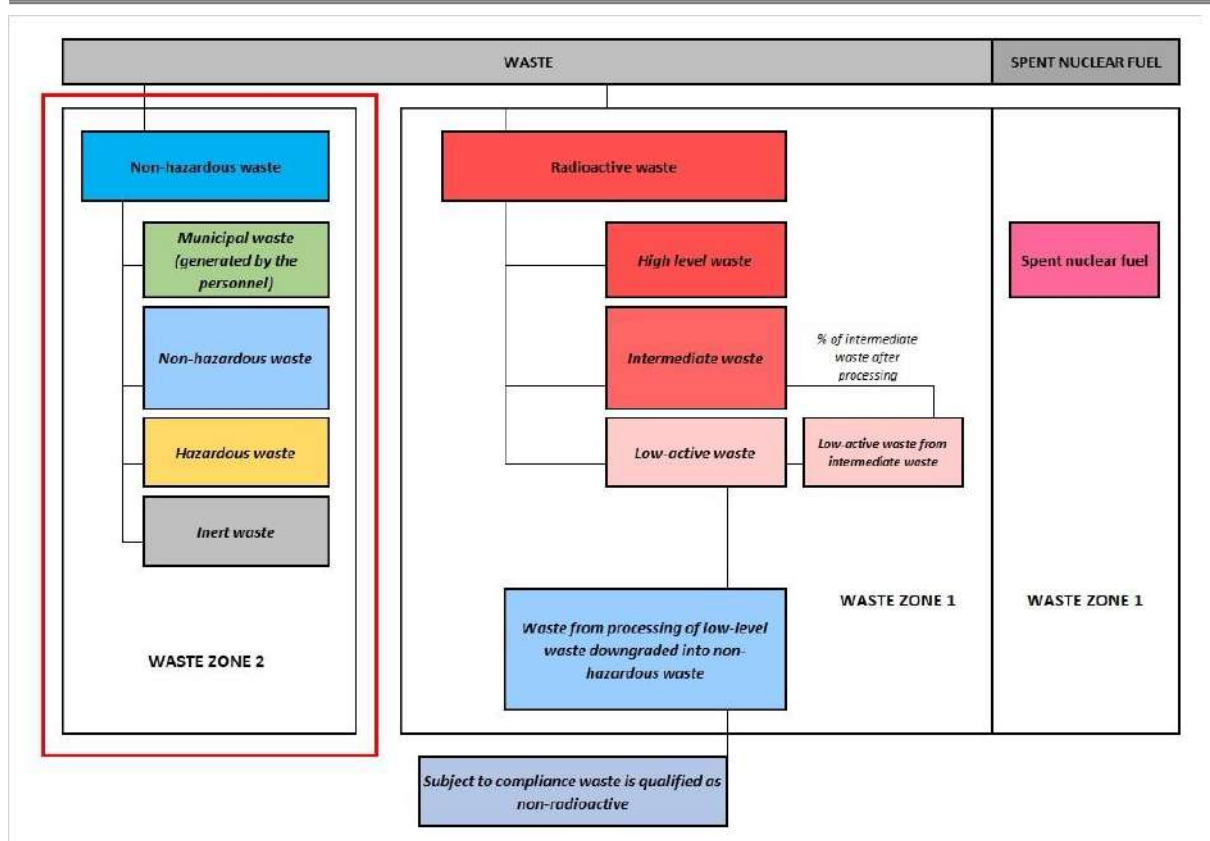 WASTE
SPENT NUCLEAR FUEL
Non-hazardous waste
Municipal waste
(generated by the
personnel)
Non-hazardous waste
Hazardous waste
Inert waste
WASTE ZONE 2
Radioactive waste
High level waste
Intermediate waste
% of intermediate
waste after
processing
Low-active waste
Low-active waste from
intermediate waste
Waste from processing of low-level
waste downgraded into non-
hazardous waste
WASTE ZONE 1
Subject to compliance waste is qualified as
non-radioactive
Spent nuclear fuel
WASTE ZONE 1